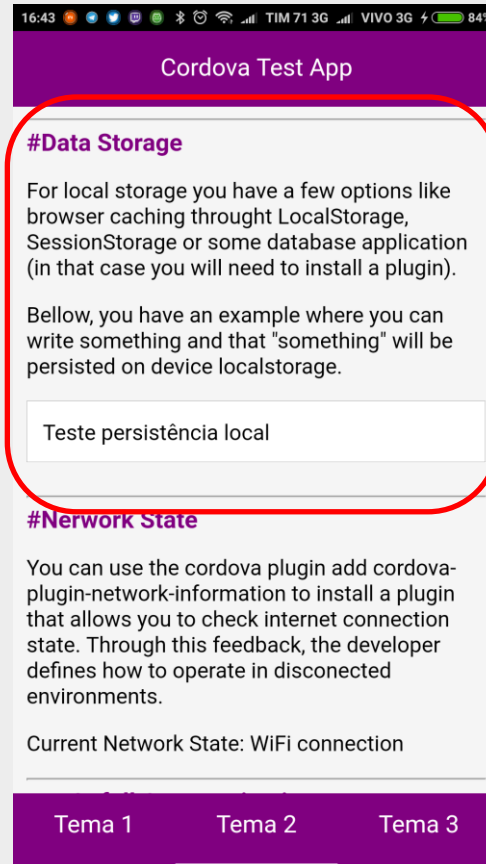 16:43 TIM 71 3G VIVO 3G 84%
Cordova Test App
#Data Storage
For local storage you have a few options like
browser caching throught LocalStorage,
SessionStorage or some database application
(in that case you will need to install a plugin).
Bellow, you have an example where you can
write something and that "something" will be
persisted on device localstorage.
Teste persistência local
#Nerwork State
You can use the cordova plugin add cordova-
plugin-network-information to install a plugin
that allows you to check internet connection
state. Through this feedback, the developer
defines how to operate in disconected
environments.
Current Network State: WiFi connection
Tema 1 Tema 2 Tema 3